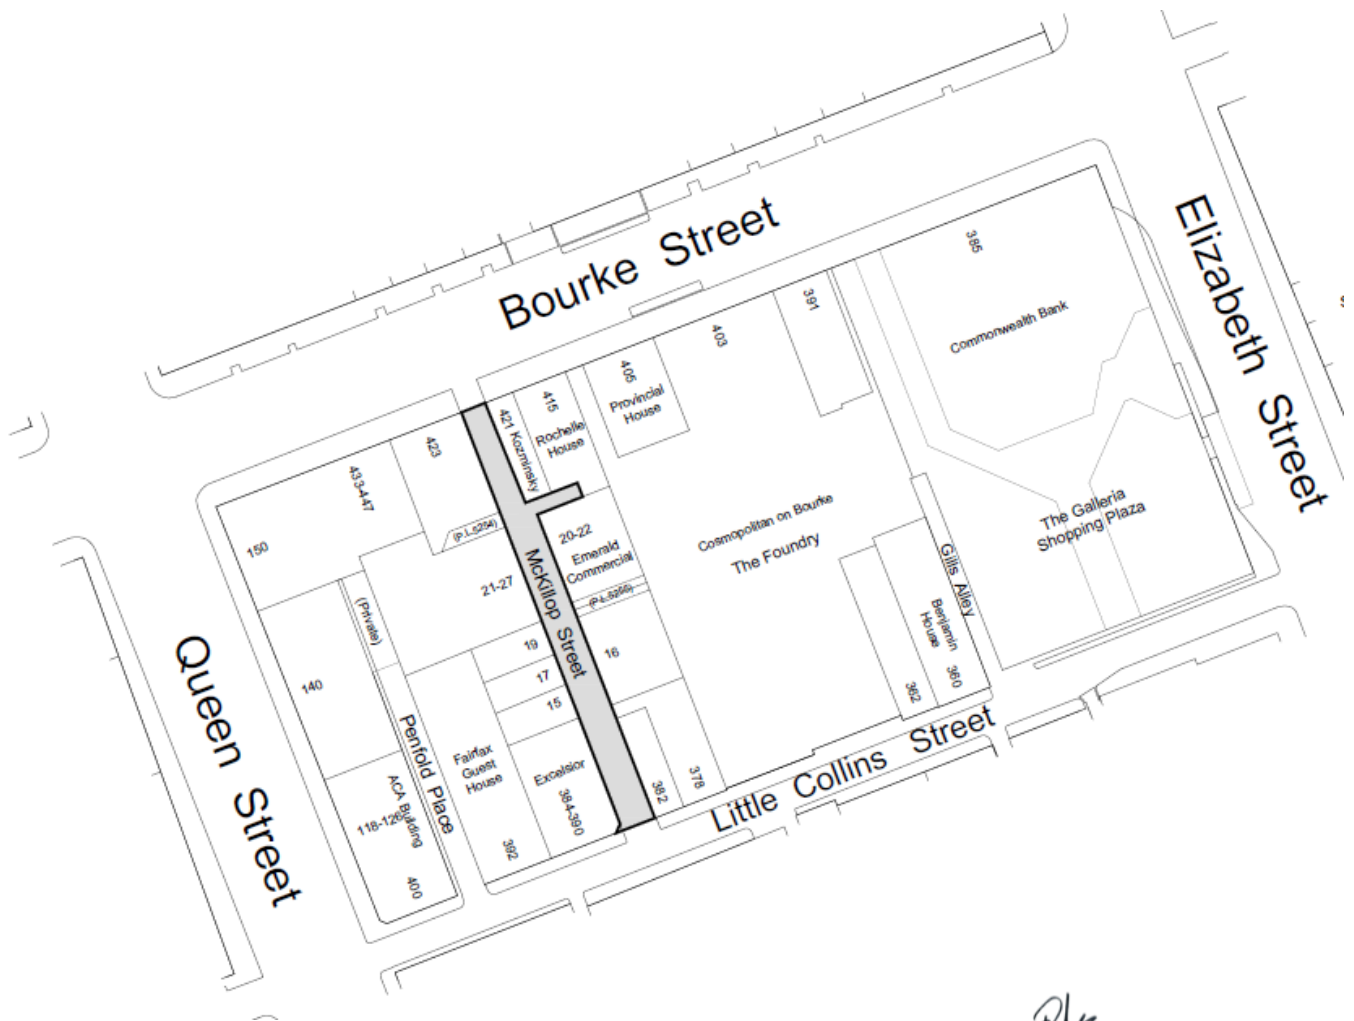 Bourke Street
Elizabeth Street
385
Commonwealth Bank
391
403
405
Provincial
House
415
Rochelle
House
421 Kozminsky
423
433-447
150
(P.L.5254)
20-22
Emerald
Commercial
Cosmopolitan on Bourke
The Foundry
The Galleria
Shopping Plaza
Gills Alley
Benjamin
House
360
362
21-27
McKillop Street
(Private)
19
17
15
16
140
Queen Street
Penfold Place
Fairfax
Guest
House
Excelsior
384-390
392
382
378
Little Collins Street
ACA Building
118-126
400